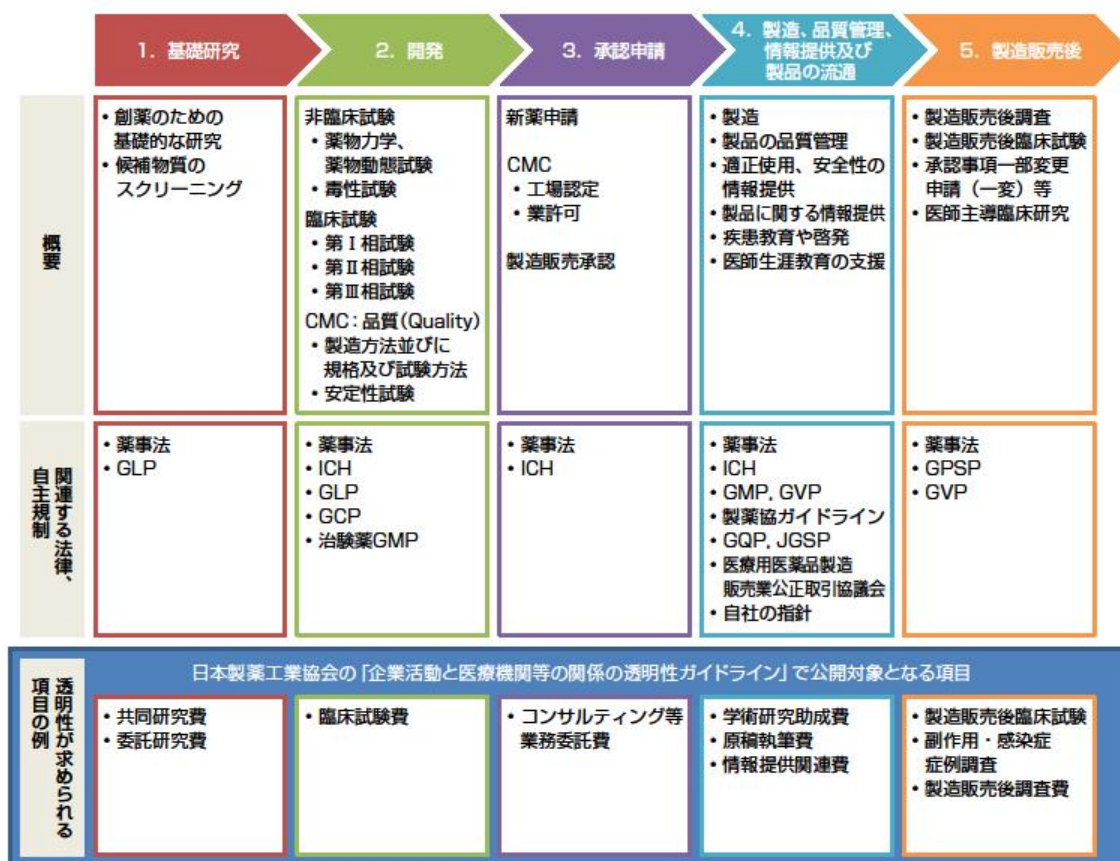 1. 基礎研究
2. 開発
3. 承認申請
4. 製造、品質管理、
情報提供及び
製品の流通
5. 製造販売後
概要
・創薬のための
基礎的な研究
・候補物質の
スクリーニング
非臨床試験
・薬物力学、
薬物動態試験
・毒性試験
臨床試験
・第Ⅰ相試験
・第Ⅱ相試験
・第Ⅲ相試験
CMC：品質(Quality)
・製造方法並びに
規格及び試験方法
・安定性試験
新薬申請
CMC
・工場認定
・業許可
製造販売承認
・製造
・製品の品質管理
・適正使用、安全性の
情報提供
・製品に関する情報提供
・疾患教育や啓発
・医師生涯教育の支援
・製造販売後調査
・製造販売後臨床試験
・承認事項一部変更
申請（一変）等
・医師主導臨床研究
関連する法律、
自主規制
・薬事法
・GLP
・薬事法
・ICH
・GLP
・GCP
・治験薬GMP
・薬事法
・ICH
・薬事法
・ICH
・GMP, GVP
・製薬協ガイドライン
・GQP, JGSP
・医療用医薬品製造
販売業公正取引協議会
・自社の指針
・薬事法
・GPSP
・GVP
日本製薬工業協会の「企業活動と医療機関等の関係の透明性ガイドライン」で公開対象となる項目
透明性が求められる
項目の例
・共同研究費
・委託研究費
・臨床試験費
・コンサルティング等
業務委託費
・学術研究助成費
・原稿執筆費
・情報提供関連費
・製造販売後臨床試験
・副作用・感染症
症例調査
・製造販売後調査費